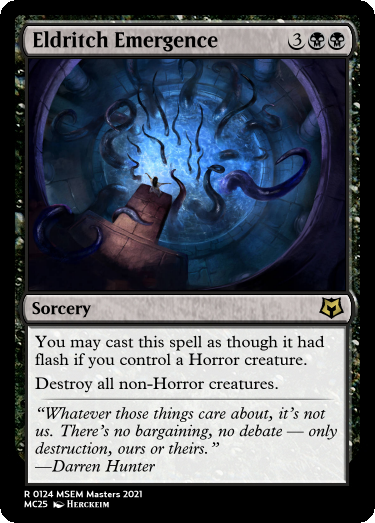 Eldritch Emergence 3
Sorcery
You may cast this spell as though it had
flash if you control a Horror creature.
Destroy all non-Horror creatures.
“Whatever those things care about, it’s not
us. There’s no bargaining, no debate — only
destruction, ours or theirs.”
—Darren Hunter
R 0124 MSEM Masters 2021
MC25 Herckeim